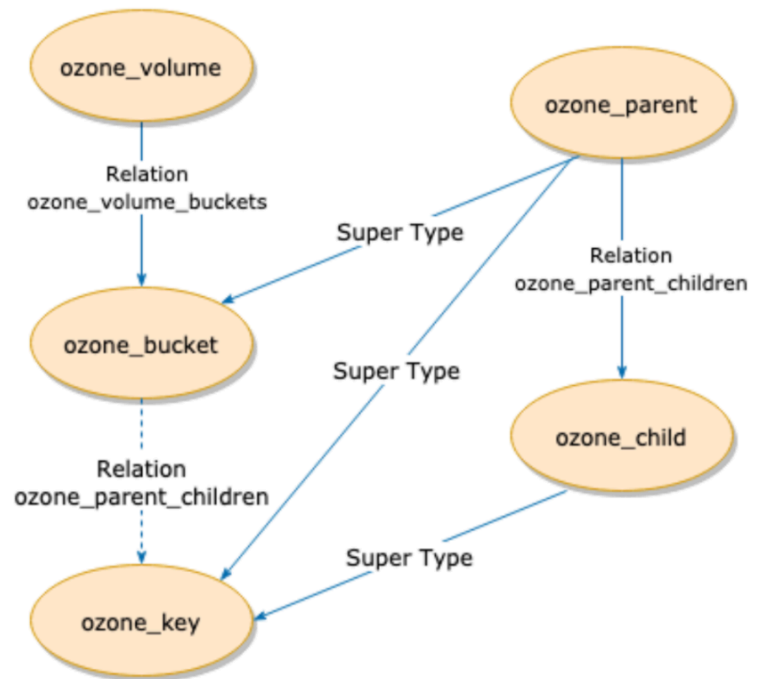 ozone_volume
ozone_parent
Relation
ozone_volume_buckets
Super Type
Relation
ozone_parent_children
ozone_bucket
Super Type
ozone_child
Relation
ozone_parent_children
Super Type
ozone_key